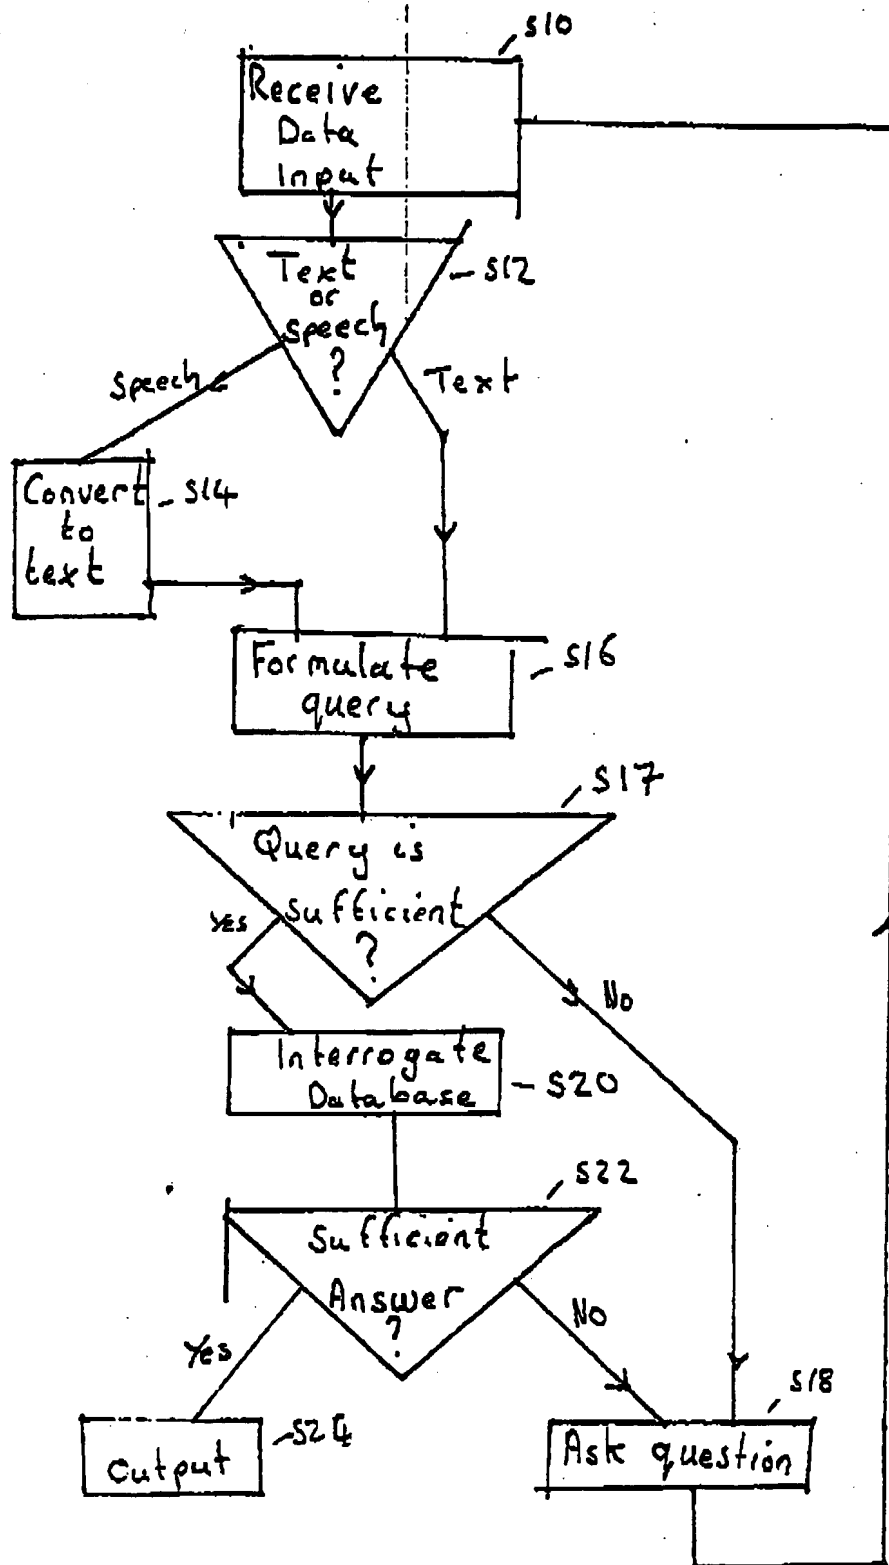 S10
Receive
Data
Input
Text
or
speech
?
S12
Speech
Text
Convert
to
text
S14
Formulate
query
S16
S17
Query is
sufficient
?
YES
No
Interrogate
Database
S20
S22
Sufficient
Answer
?
Yes
No
S18
Output
S24
Ask question